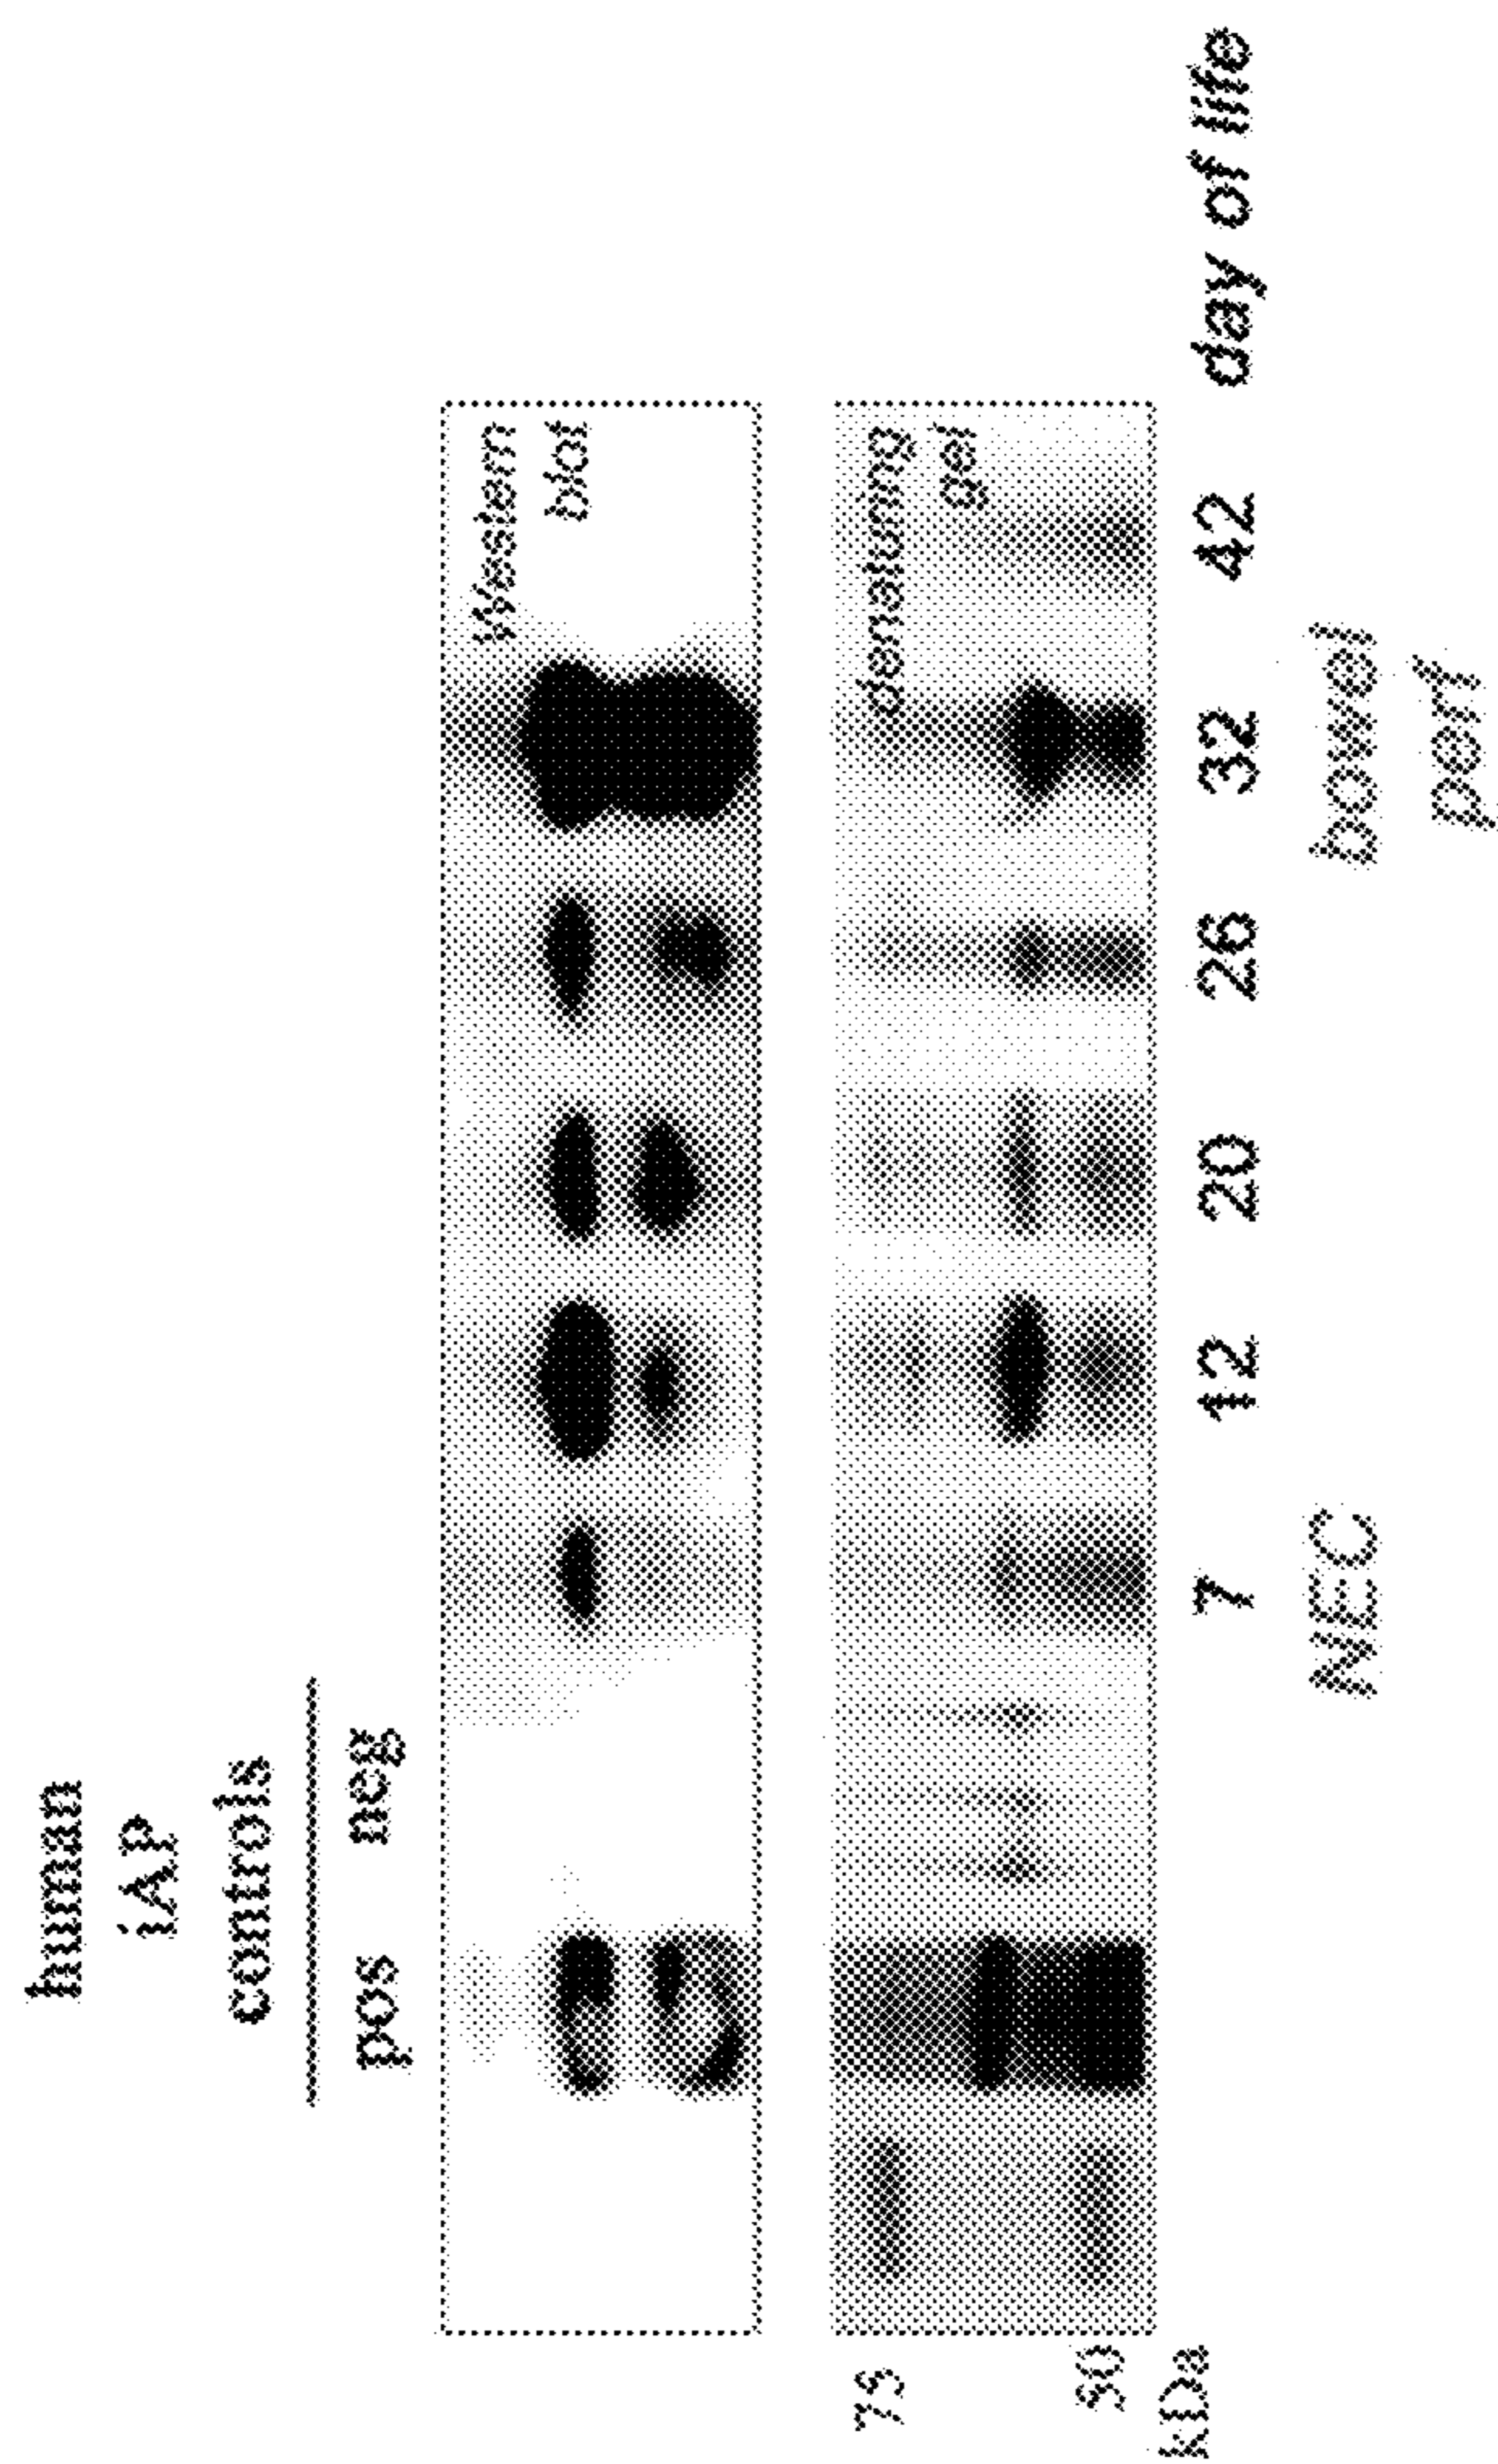 human
iAP
controls
pos neg
Western
blot
denaturing
gel
75
50
kDa
7 12 20 26 32 42 day of life
NEC bowel
perf